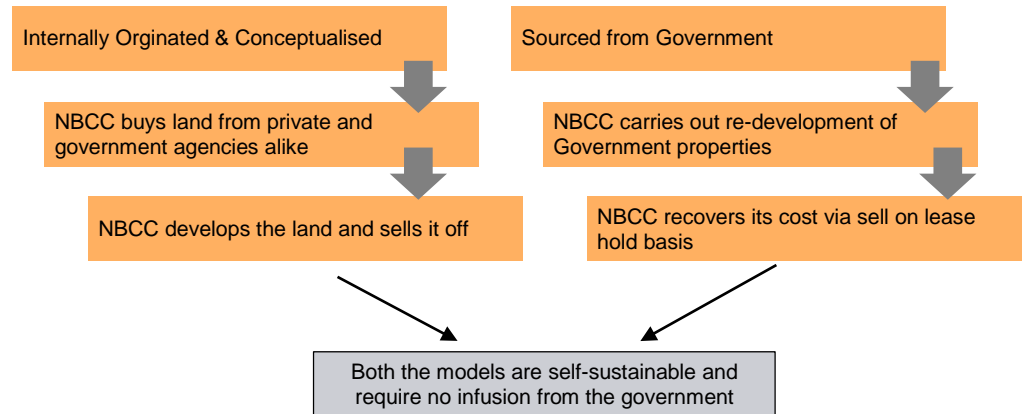 Internally Orginated & Conceptualised
NBCC buys land from private and
government agencies alike
NBCC develops the land and sells it off
Sourced from Government
NBCC carries out re-development of
Government properties
NBCC recovers its cost via sell on lease
hold basis
Both the models are self-sustainable and
require no infusion from the government